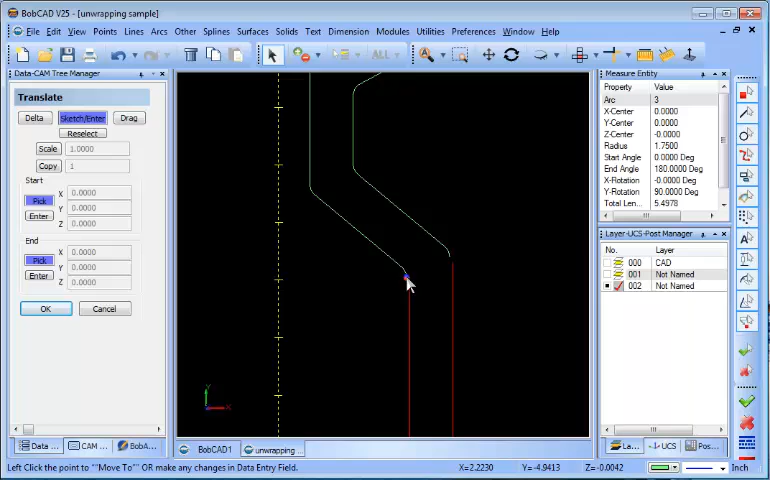 BobCAD V25 - [unwrapping sample]
File Edit View Points Lines Arcs Other Splines Surfaces Solids Text Dimension Modules Utilities Preferences Window Help
ALL
Data-CAM Tree Manager
Translate
Delta Sketch/Enter Drag
Reselect
Scale 1.0000
Copy 1
Start
Pick X 0.0000
Y 0.0000
Enter Z 0.0000
End
Pick X 0.0000
Y 0.0000
Enter Z 0.0000
OK Cancel
Data ... CAM ... BobA...
Y
X
BobCAD1 unwrapping ...
Measure Entity
Property Value
Arc 3
X-Center 0.0000
Y-Center 0.0000
Z-Center -0.0000
Radius 1.7500
Start Angle 0.0000 Deg
End Angle 180.0000 Deg
X-Rotation -0.0000 Deg
Y-Rotation 90.0000 Deg
Total Len... 5.4978
Layer-UCS-Post Manager
No. Layer
000 CAD
001 Not Named
002 Not Named
La... UCS Pos...
Left Click the point to ""Move To"" OR make any changes in Data Entry Field.
X=2.2230 Y=-4.9413 Z=-0.0042 Inch